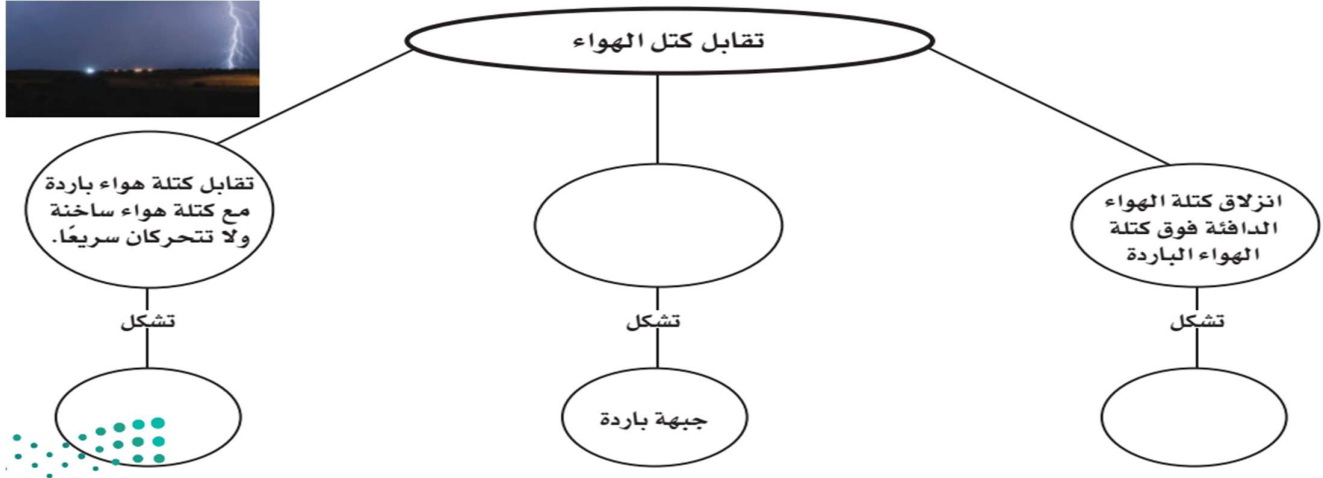 تقابل كتل الهواء
انزلاق كتلة الهواء
الدافئة فوق كتلة
الهواء الباردة
تشكل
تشكل
جبهة باردة
تقابل كتلة هواء باردة
مع كتلة هواء ساخنة
ولا تتحركان سريعًا.
تشكل